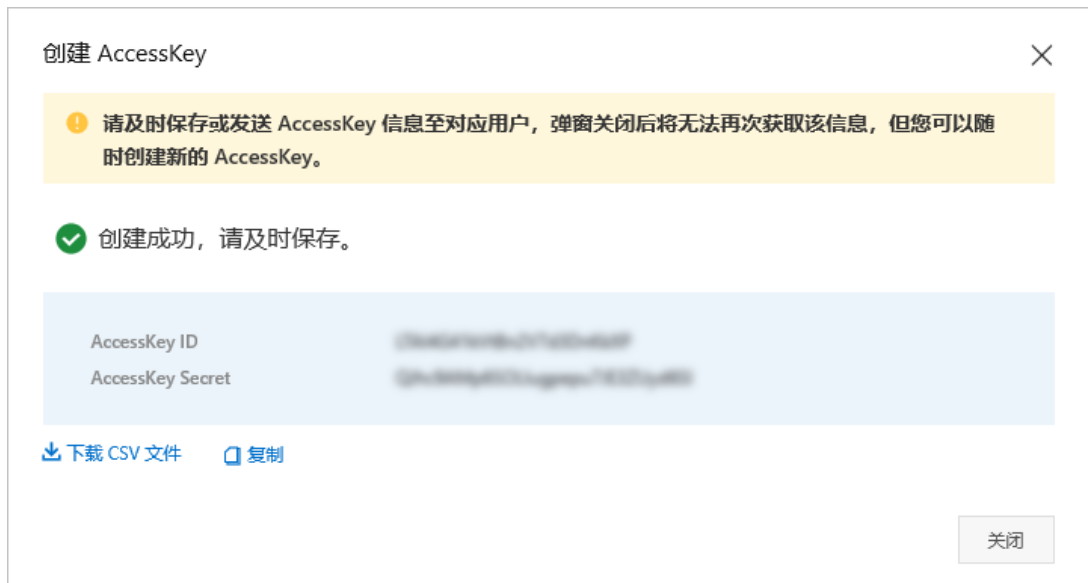 创建 AccessKey
请及时保存或发送 AccessKey 信息至对应用户，弹窗关闭后将无法再次获取该信息，但您可以随
时创建新的 AccessKey。
创建成功，请及时保存。
AccessKey ID
AccessKey Secret
下载 CSV 文件 复制
关闭